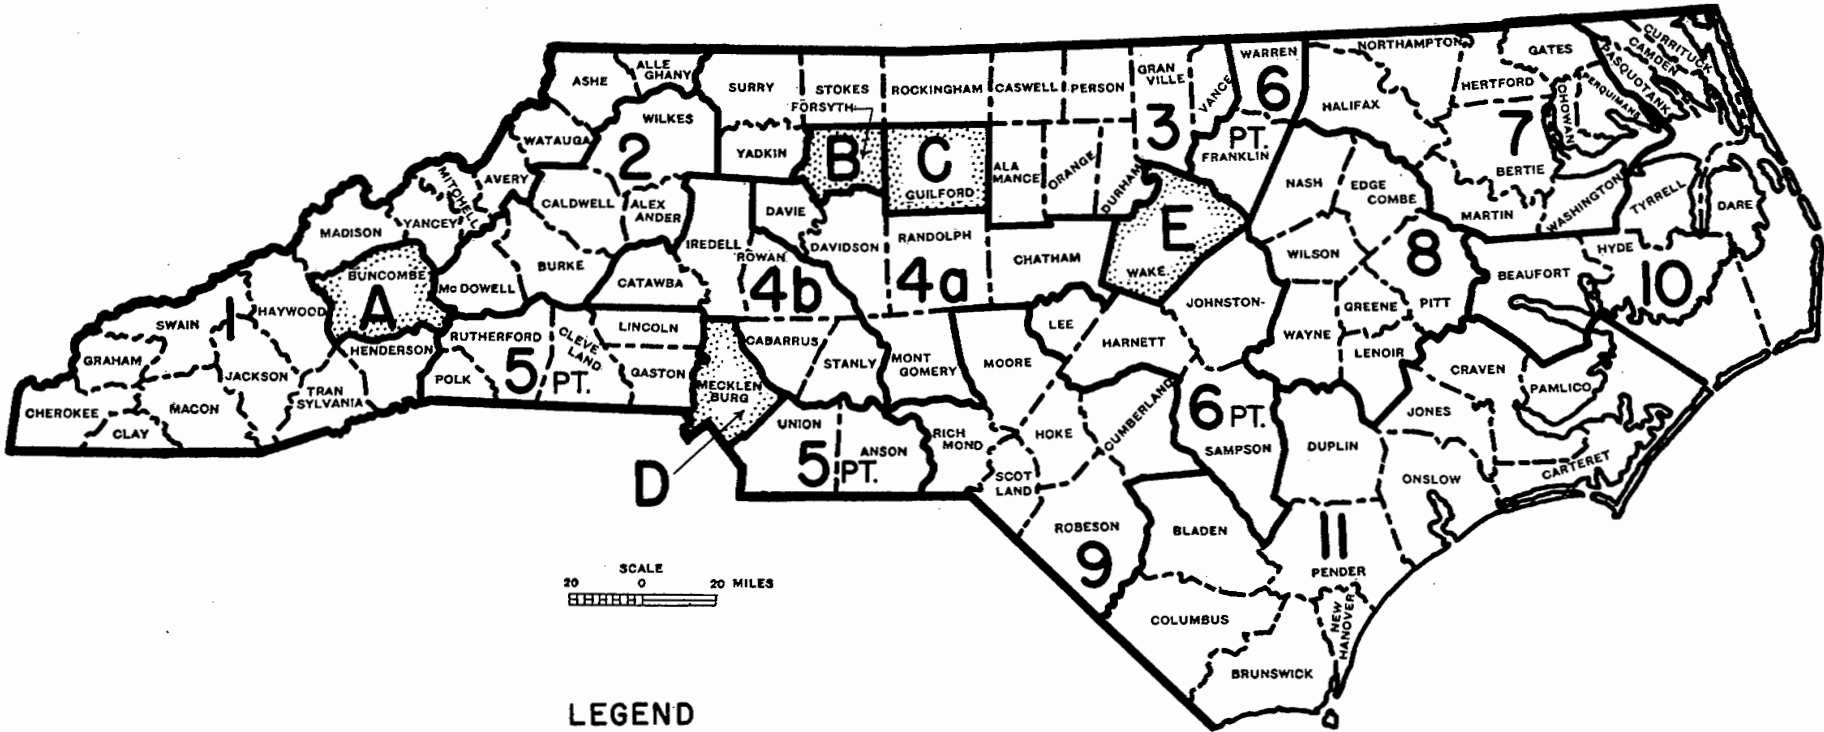 ALLE
GHANY
ASHE
SURRY
STOKES
ROCKINGHAM
CASWELL
PERSON
GRAN
VILLE
VANCE
WARREN
6
PT.
FRANKLIN
NORTHAMPTON
GATES
CURRITUCK
CAMDEN
PASQUOTANK
PERQUIMANS
CHOWAN
HERTFORD
HALIFAX
7
BERTIE
FORSYTH
WILKES
WATAUGA
2
YADKIN
B
C
GUILFORD
ALA
MANCE
ORANGE
DURHAM
3
NASH
EDGE
COMBE
MARTIN
WASHINGTON
TYRRELL
DARE
MITCHELL
AVERY
CALDWELL
ALEX
ANDER
IREDELL
DAVIE
DAVIDSON
RANDOLPH
4a
CHATHAM
E
WAKE
WILSON
8
PITT
GREENE
BEAUFORT
HYDE
10
MADISON
YANCEY
BUNCOMBE
A
McDOWELL
BURKE
CATAWBA
ROWAN
4b
JOHNSTON
WAYNE
LENOIR
SWAIN
1
HAYWOOD
GRAHAM
JACKSON
HENDERSON
TRAN
SYLVANIA
CHEROKEE
MACON
CLAY
RUTHERFORD
POLK
5 PT.
CLEVE
LAND
LINCOLN
GASTON
MECKLEN
BURG
D
CABARRUS
STANLY
MONT
GOMERY
MOORE
LEE
HARNETT
CRAVEN
PAMLICO
JONES
CARTERET
ONSLOW
UNION
5 PT.
ANSON
RICH
MOND
SCOT
LAND
HOKE
CUMBERLAND
6 PT.
SAMPSON
DUPLIN
ROBESON
9
BLADEN
11
PENDER
NEW
HANOVER
COLUMBUS
BRUNSWICK
SCALE
20 0 20 MILES
LEGEND